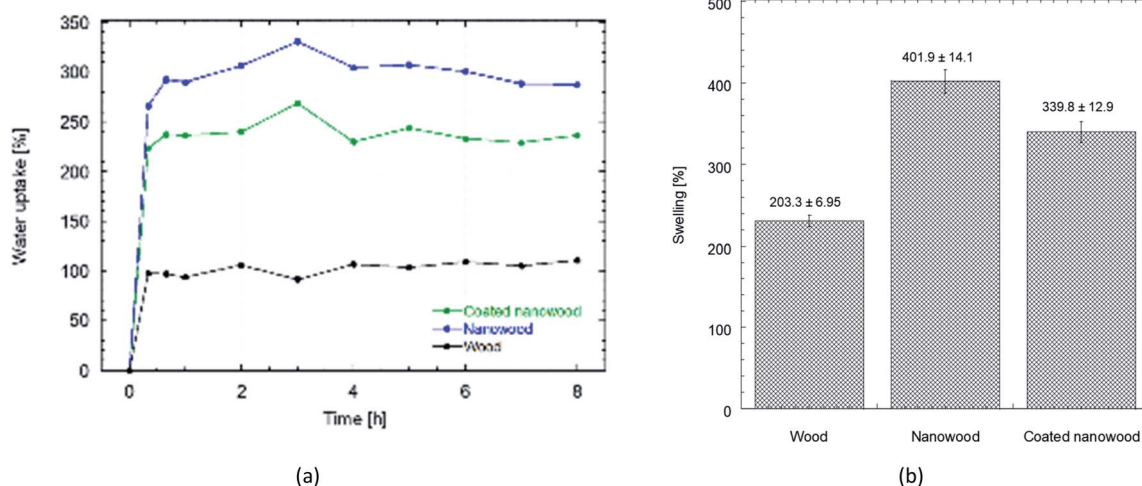 350
300
250
200
150
100
50
0
Water uptake [%]
0 2 4 6 8
Time [h]
Coated nanowood
Nanowood
Wood
(a)
500
400
300
200
100
0
Swelling [%]
203.3 ± 6.95
401.9 ± 14.1
339.8 ± 12.9
Wood Nanowood Coated nanowood
(b)